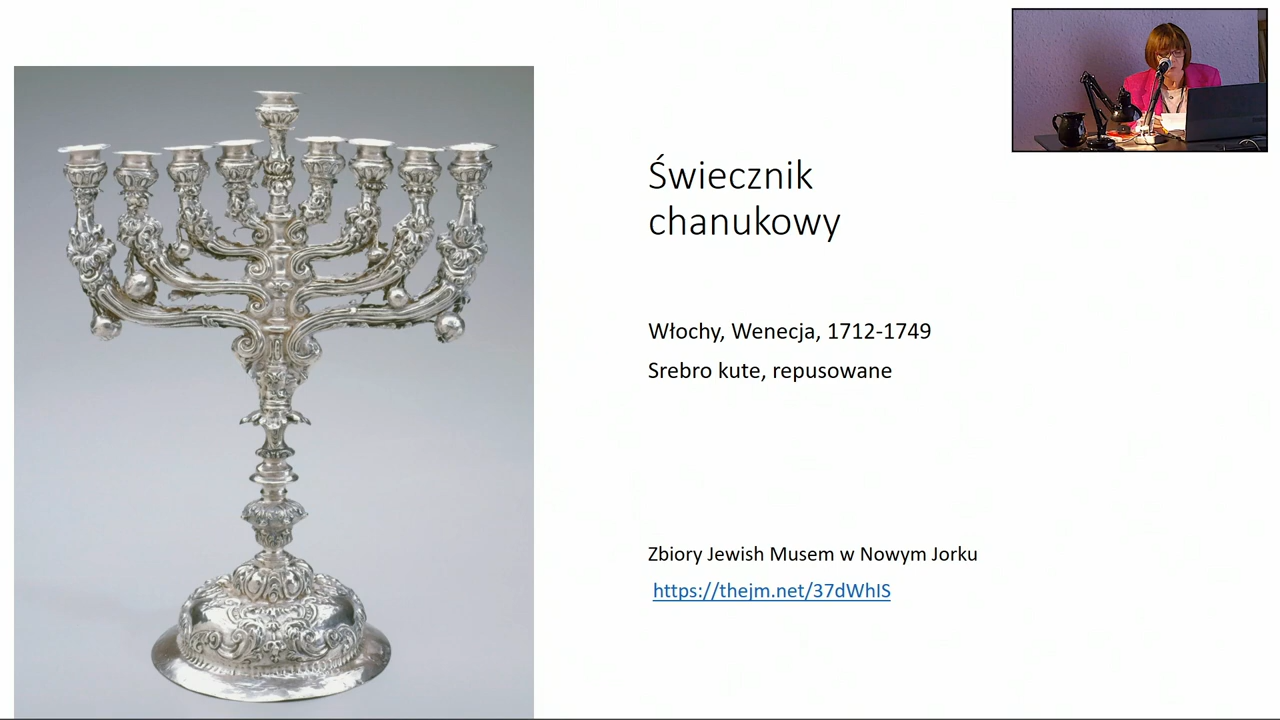 Świecznik
chanukowy
Włochy, Wenecja, 1712-1749
Srebro kute, repusowane
Zbiory Jewish Musem w Nowym Jorku
https://thejm.net/37dWhIS